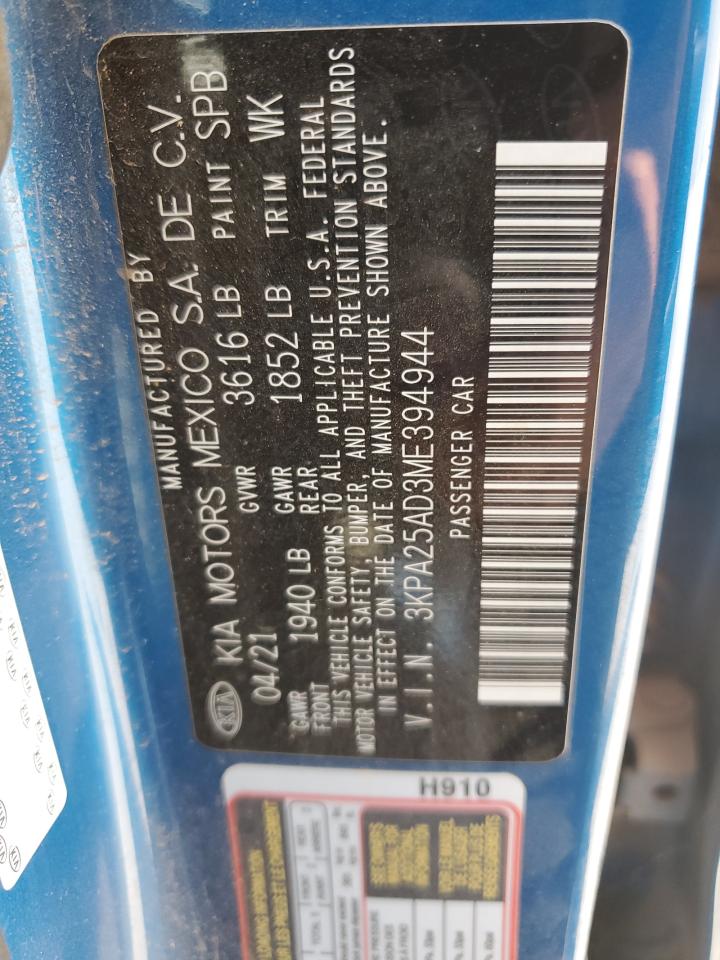 MANUFACTURED BY
KIA KIA MOTORS MEXICO S.A. DE C.V.
04/21 GVWR 3616 LB PAINT SPB
GAWR FRONT 1940 LB GAWR REAR 1852 LB TRIM WK
THIS VEHICLE CONFORMS TO ALL APPLICABLE U.S.A. FEDERAL
MOTOR VEHICLE SAFETY, BUMPER, AND THEFT PREVENTION STANDARDS
IN EFFECT ON THE DATE OF MANUFACTURE SHOWN ABOVE.
V.I.N. 3KPA25AD3ME394944
PASSENGER CAR
H910